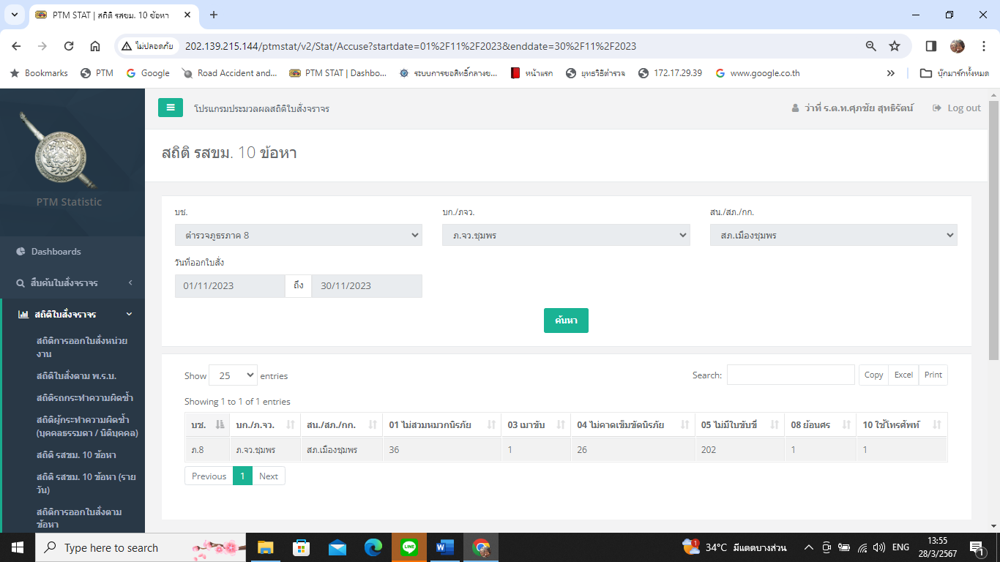 PTM STAT | สถิติ รสขม. 10 ข้อหา
ไม่ปลอดภัย 202.139.215.144/ptmstat/v2/Stat/Accuse?startdate=01%2F11%2F2023&enddate=30%2F11%2F2023
Bookmarks PTM Google Road Accident and... PTM STAT | Dashbo... ระบบการขอสิทธิ์กลางข... หน้าแรก ยุทธวิธีตำรวจ 172.17.29.39 www.google.co.th บุ๊กมาร์กทั้งหมด
โปรแกรมประมวลผลสถิติใบสั่งจราจร ว่าที่ ร.ต.ท.ศุภชัย สุทธิรัตน์ Log out
PTM Statistic
Dashboards
สืบค้นใบสั่งจราจร
สถิติใบสั่งจราจร
สถิติการออกใบสั่งหน่วย
งาน
สถิติใบสั่งตาม พ.ร.บ.
สถิติรถกระทำความผิดซ้ำ
สถิติผู้กระทำความผิดซ้ำ
(บุคคลธรรมดา / นิติบุคคล)
สถิติ รสขม. 10 ข้อหา
สถิติ รสขม. 10 ข้อหา (ราย
วัน)
สถิติการออกใบสั่งตาม
ข้อหา
สถิติ รสขม. 10 ข้อหา
บช. บก./ภจว. สน./สภ./กก.
ตำรวจภูธรภาค 8 ภ.จว.ชุมพร สภ.เมืองชุมพร
วันที่ออกใบสั่ง
01/11/2023 ถึง 30/11/2023
ค้นหา
Show 25 entries Search: Copy Excel Print
Showing 1 to 1 of 1 entries
บช. บก./ภ.จว. สน./สภ./กก. 01 ไม่สวมหมวกนิรภัย 03 เมาขับ 04 ไม่คาดเข็มขัดนิรภัย 05 ไม่มีใบขับขี่ 08 ย้อนศร 10 ใช้โทรศัพท์
ภ.8 ภ.จว.ชุมพร สภ.เมืองชุมพร 36 1 26 202 1 1
Previous 1 Next
Type here to search LINE 1 34°C มีแดดบางส่วน ENG 13:55
28/3/2567 1